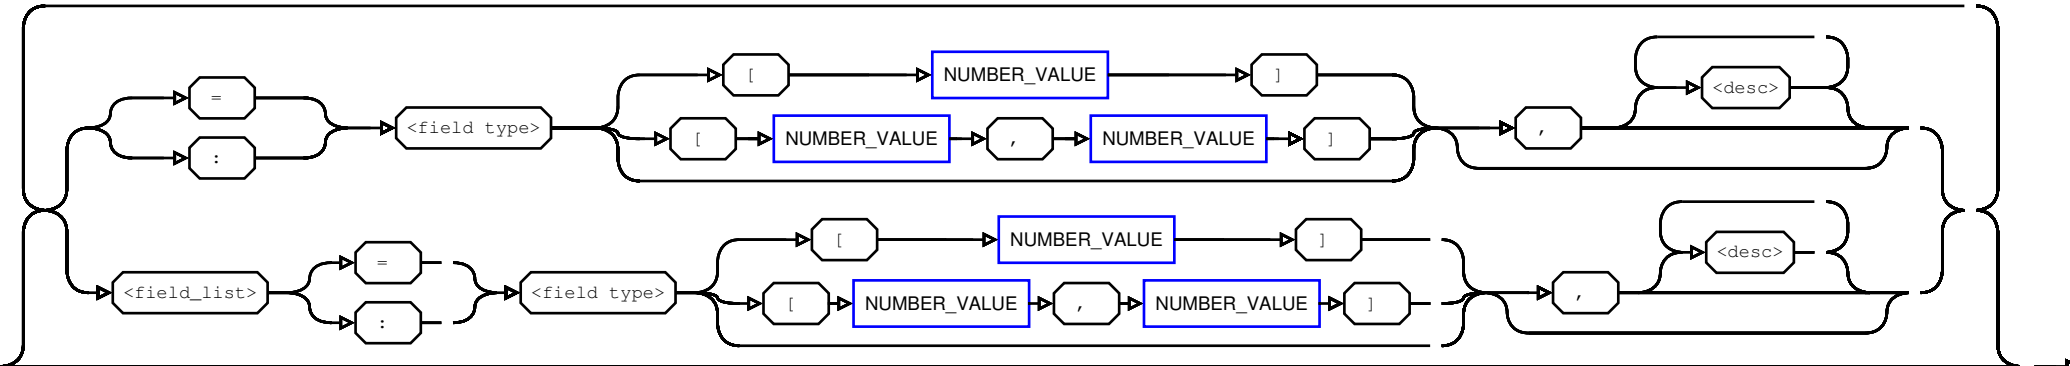 [ NUMBER_VALUE ]
= <field type> <desc>
: [ NUMBER_VALUE , NUMBER_VALUE ] ,
[ NUMBER_VALUE ]
= <desc>
<field_list> <field type> [ NUMBER_VALUE , NUMBER_VALUE ] ,
: